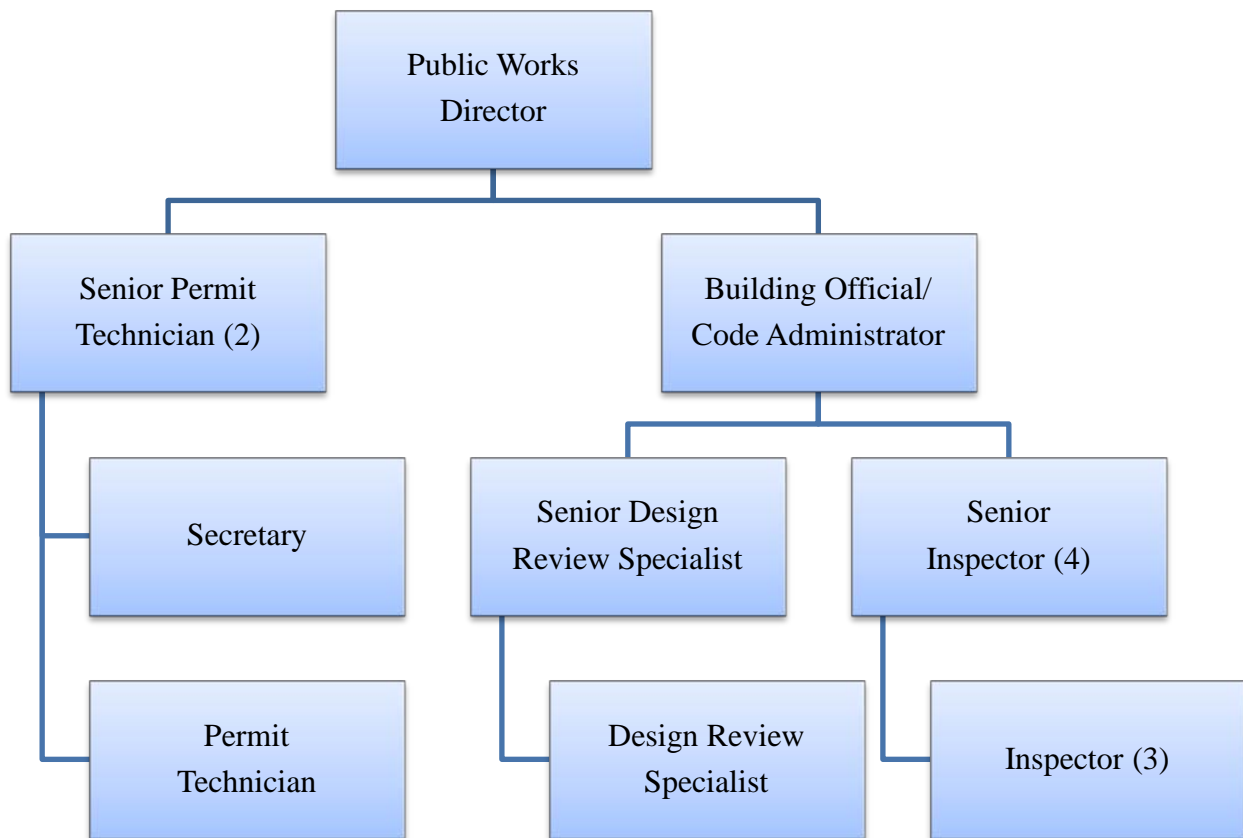 Public Works
Director
Senior Permit
Technician (2)
Building Official/
Code Administrator
Secretary
Permit
Technician
Senior Design
Review Specialist
Design Review
Specialist
Senior
Inspector (4)
Inspector (3)